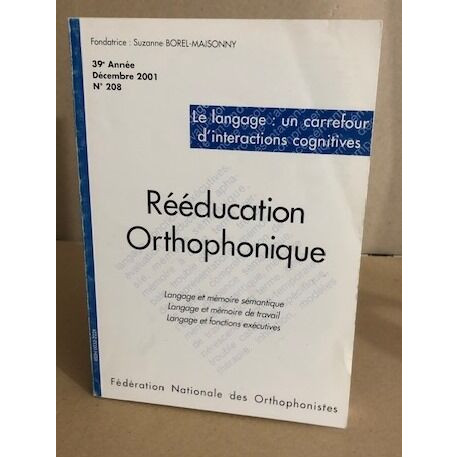 Fondatrice : Suzanne BOREL-MAISONNY
39e Année
Décembre 2001
N° 208
Le langage : un carrefour
d'interactions cognitives
Rééducation
Orthophonique
Langage et mémoire sémantique
Langage et mémoire de travail
Langage et fonctions exécutives
Fédération Nationale des Orthophonistes